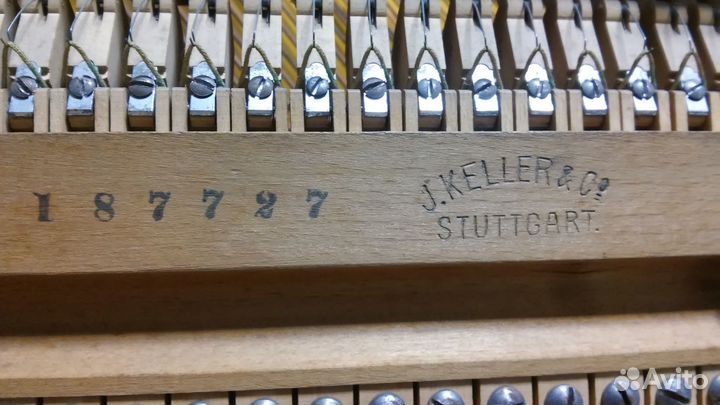 187727
J. KELLER & Cº
STUTTGART.
Avito